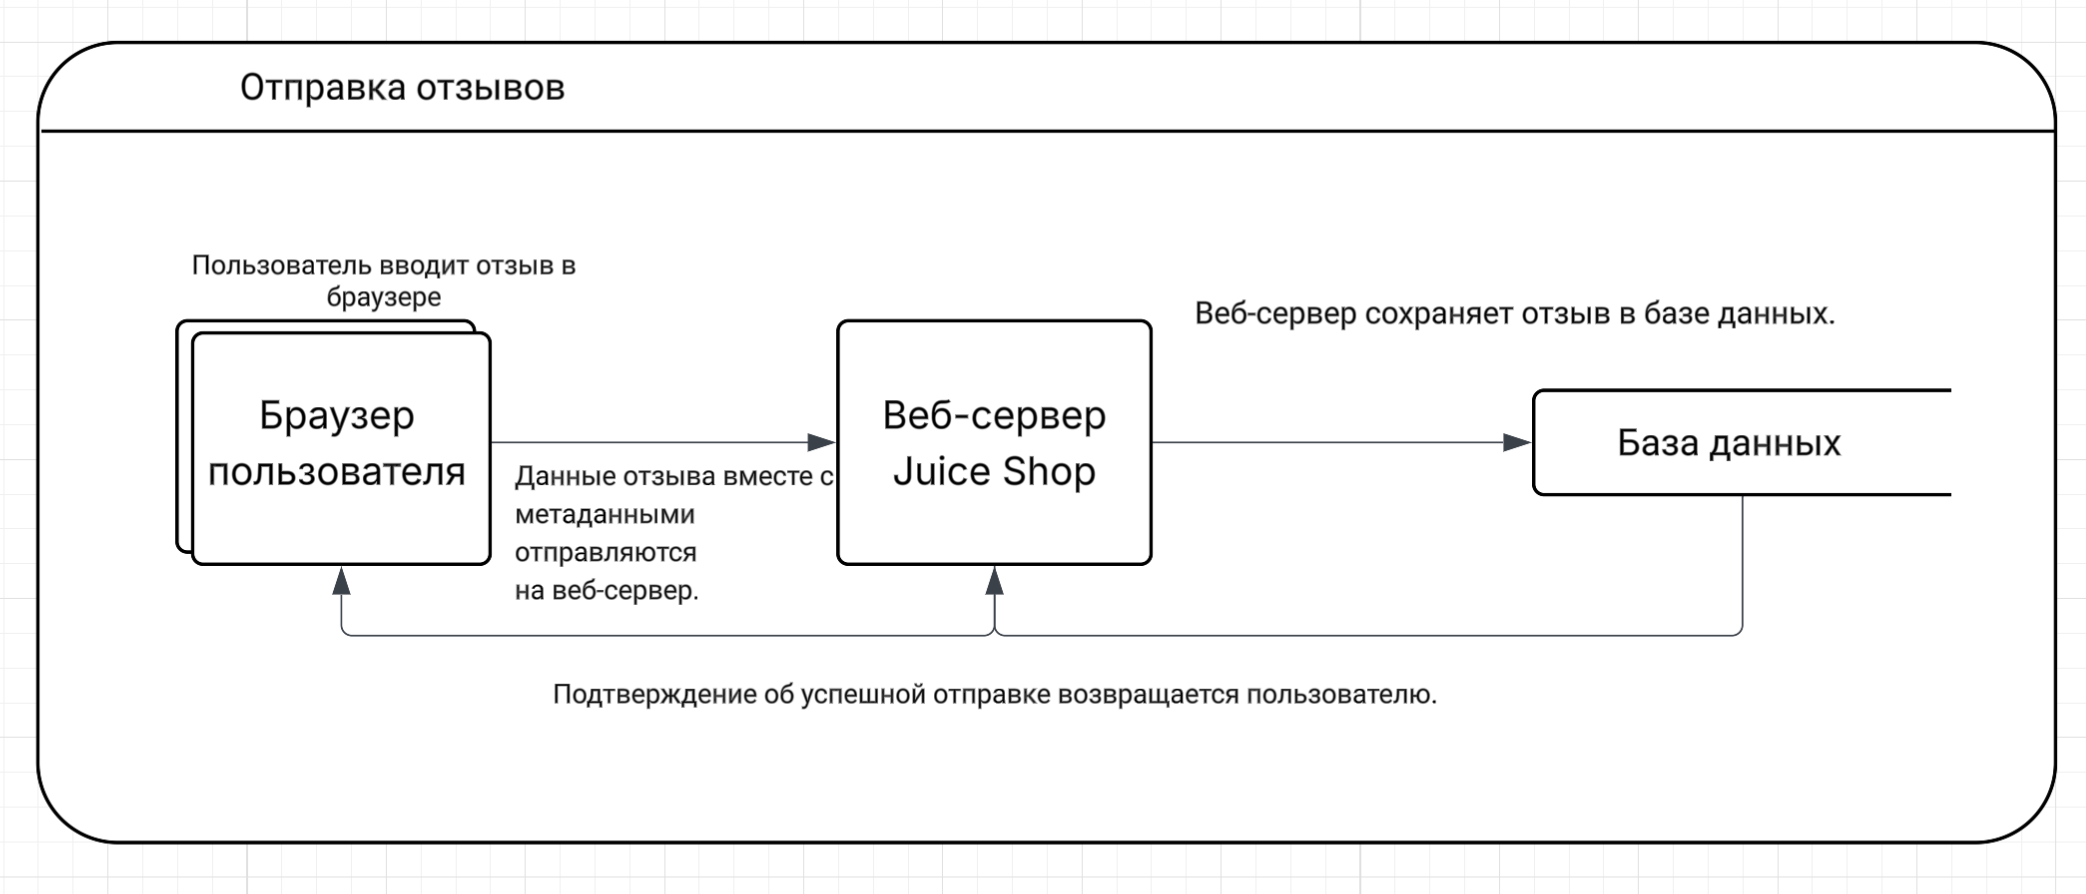 Отправка отзывов
Пользователь вводит отзыв в
браузере
Веб-сервер сохраняет отзыв в базе данных.
Браузер
пользователя
Веб-сервер
Juice Shop
База данных
Данные отзыва вместе с
метаданными
отправляются
на веб-сервер.
Подтверждение об успешной отправке возвращается пользователю.